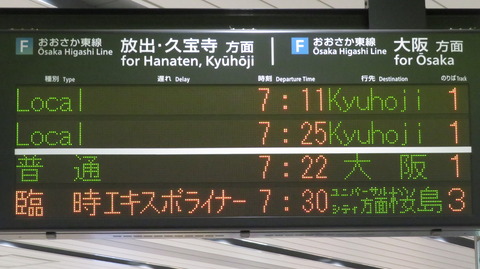 F おおさか東線 Ōsaka Higashi Line 放出・久宝寺 方面 for Hanaten, Kyūhōji F おおさか東線 Ōsaka Higashi Line 大阪 方面 for Ōsaka
種別 Type 遅れ Delay 時刻 Departure Time 行先 Destination のりば Track
Local 7:11 Kyuhoji 1
Local 7:25 Kyuhoji 1
普通 7:22 大阪 1
臨時 エキスポライナー 7:30 ユニバーサルシティ方面 桜島 3